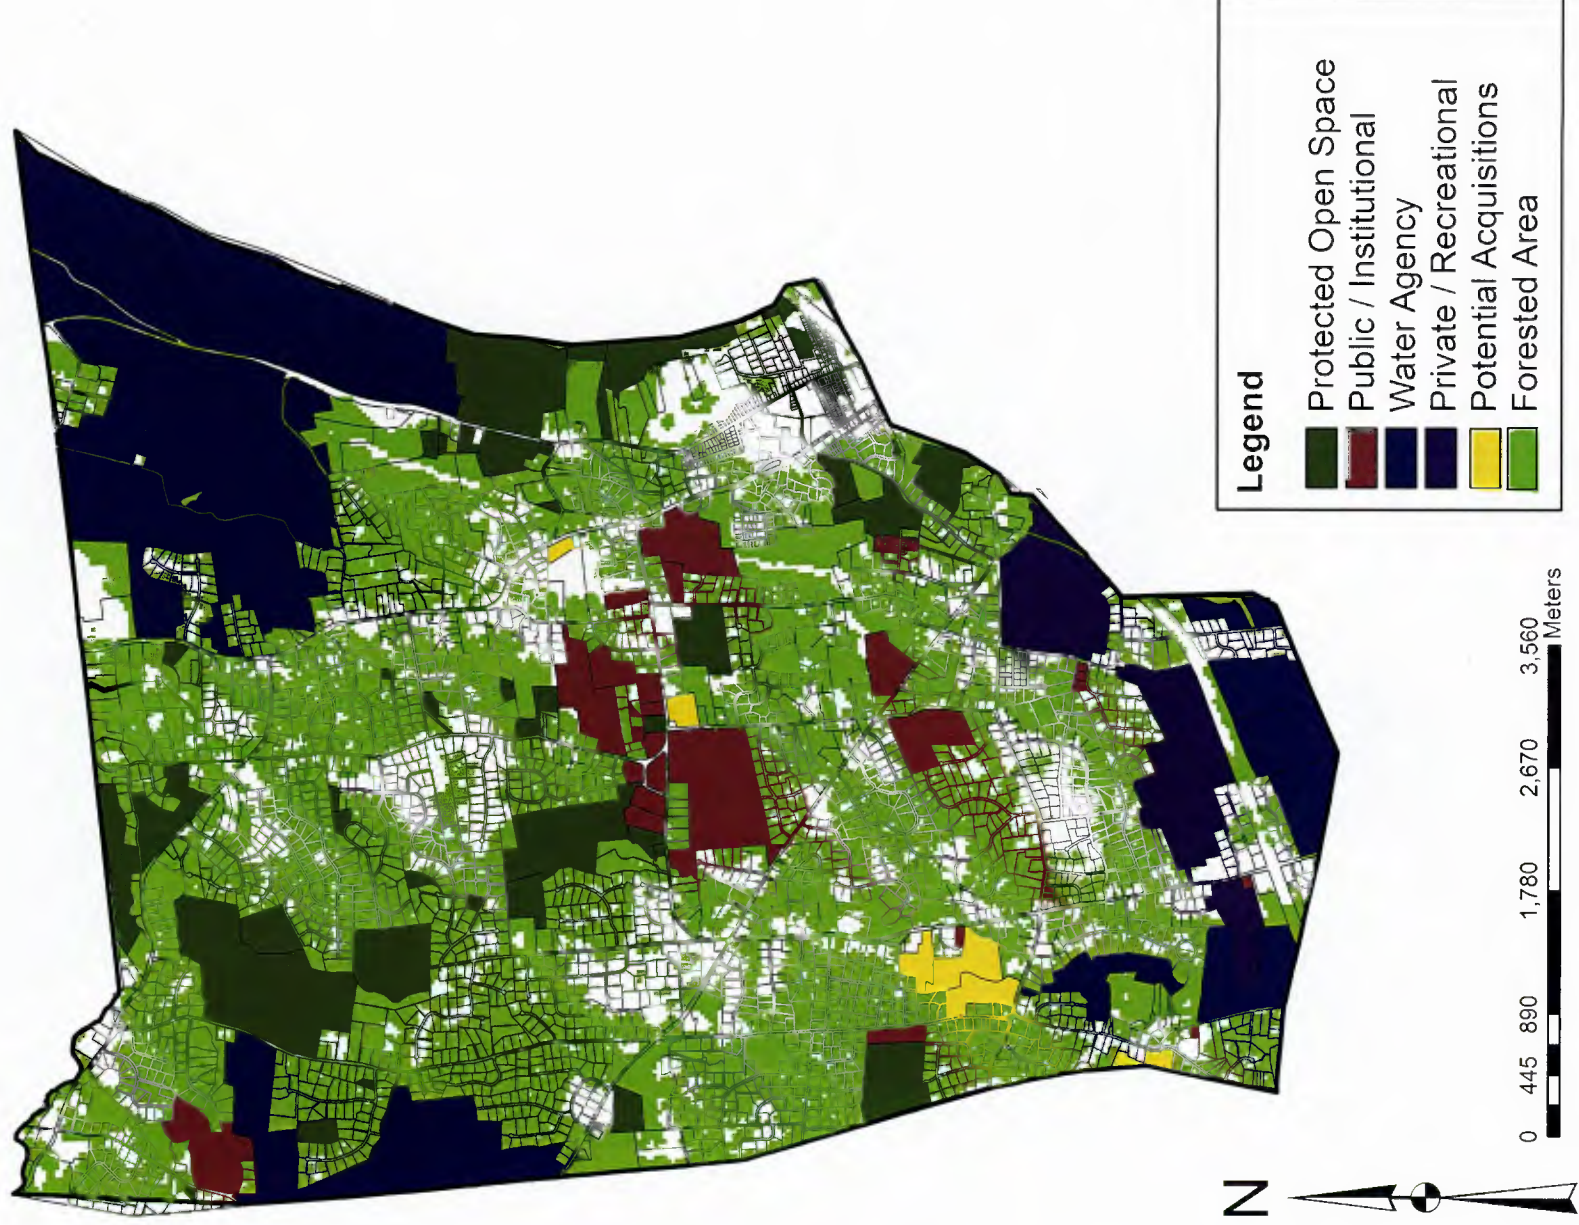 Legend
Protected Open Space
Public / Institutional
Water Agency
Private / Recreational
Potential Acquisitions
Forested Area
0 445 890 1,780 2,670 3,560
Meters
N